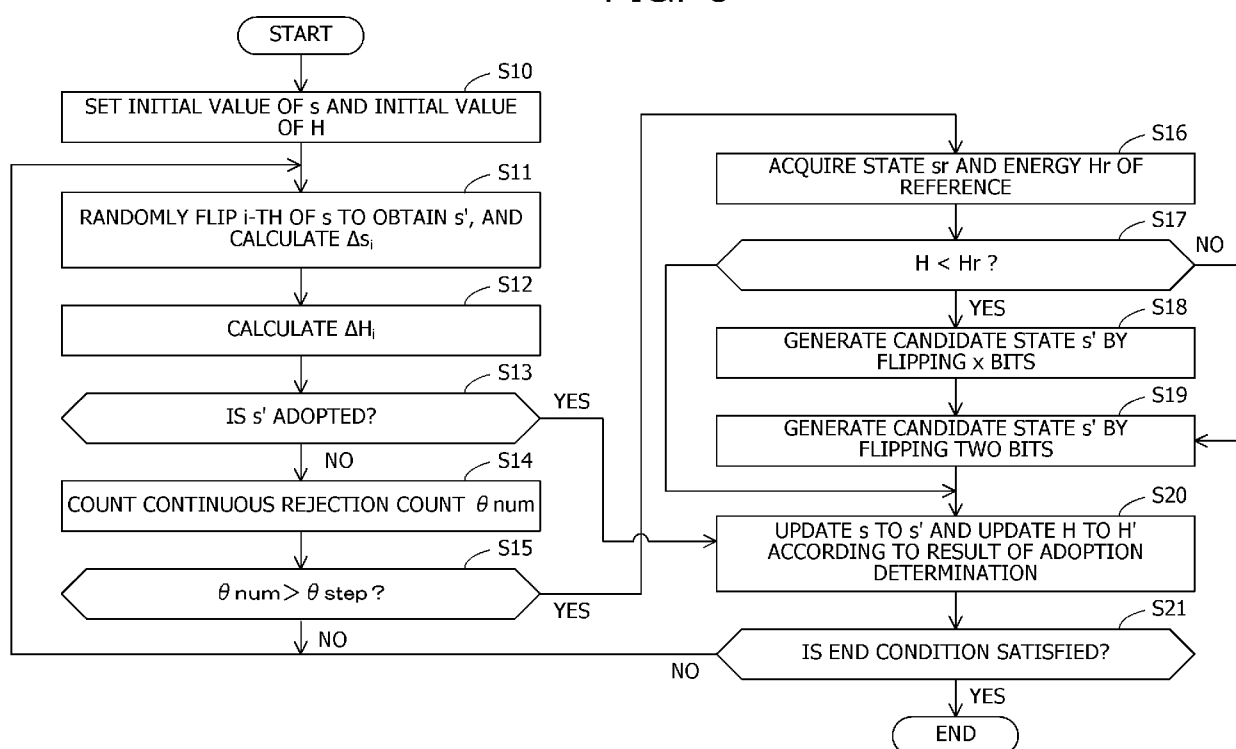 START
S10
SET INITIAL VALUE OF s AND INITIAL VALUE
OF H
S11
RANDOMLY FLIP i-TH OF s TO OBTAIN s', AND
CALCULATE Δsi
S12
CALCULATE ΔHi
S13
IS s' ADOPTED?
YES
NO
S14
COUNT CONTINUOUS REJECTION COUNT θnum
S15
θnum＞θstep？
YES
NO
S16
ACQUIRE STATE sr AND ENERGY Hr OF
REFERENCE
S17
H < Hr ?
NO
YES
S18
GENERATE CANDIDATE STATE s' BY
FLIPPING x BITS
S19
GENERATE CANDIDATE STATE s' BY
FLIPPING TWO BITS
S20
UPDATE s TO s' AND UPDATE H TO H'
ACCORDING TO RESULT OF ADOPTION
DETERMINATION
S21
IS END CONDITION SATISFIED?
NO
YES
END